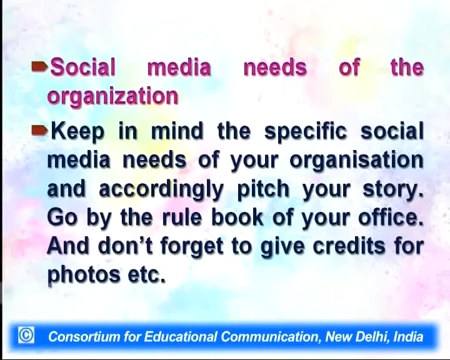 Social media needs of the
organization
Keep in mind the specific social
media needs of your organisation
and accordingly pitch your story.
Go by the rule book of your office.
And don't forget to give credits for
photos etc.
© Consortium for Educational Communication, New Delhi, India